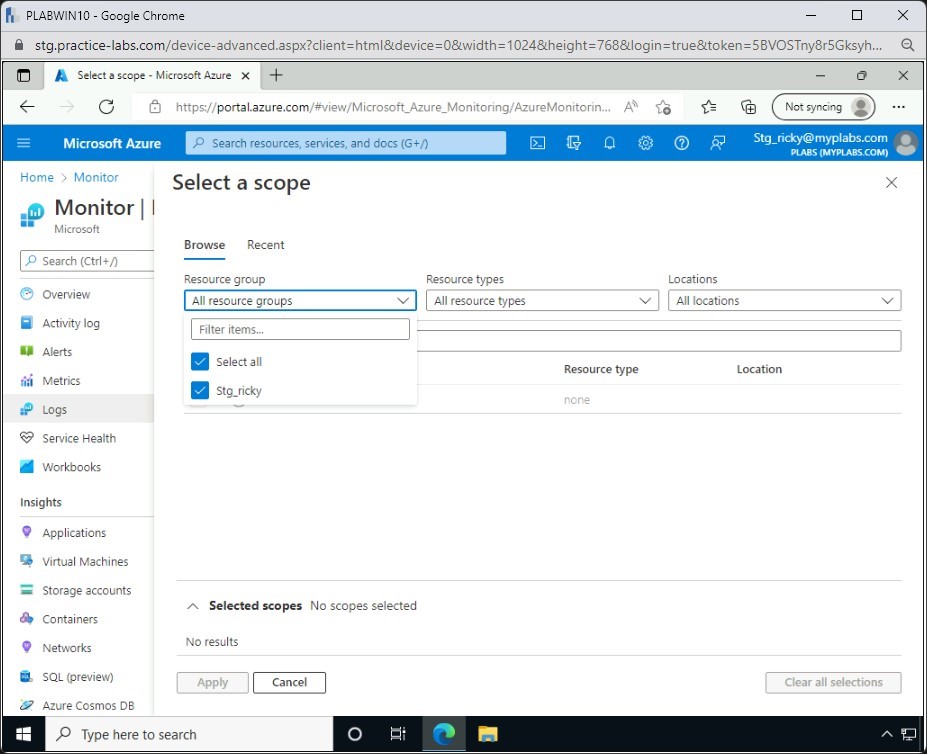 PLABWIN10 - Google Chrome
stg.practice-labs.com/device-advanced.aspx?client=html&device=0&width=1024&height=768&login=true&token=5BVOSTny8r5Gksyh...
Select a scope - Microsoft Azure
https://portal.azure.com/#view/Microsoft_Azure_Monitoring/AzureMonitorin...
Not syncing
Microsoft Azure
Search resources, services, and docs (G+/)
Stg_ricky@myplabs.com
PLABS (MYPLABS.COM)
Home > Monitor
Monitor |
Microsoft
Search (Ctrl+/)
Overview
Activity log
Alerts
Metrics
Logs
Service Health
Workbooks
Insights
Applications
Virtual Machines
Storage accounts
Containers
Networks
SQL (preview)
Azure Cosmos DB
Select a scope
Browse
Recent
Resource group
Resource types
Locations
All resource groups
All resource types
All locations
Filter items...
Select all
Stg_ricky
Resource type
Location
none
Selected scopes No scopes selected
No results
Apply
Cancel
Clear all selections
Type here to search